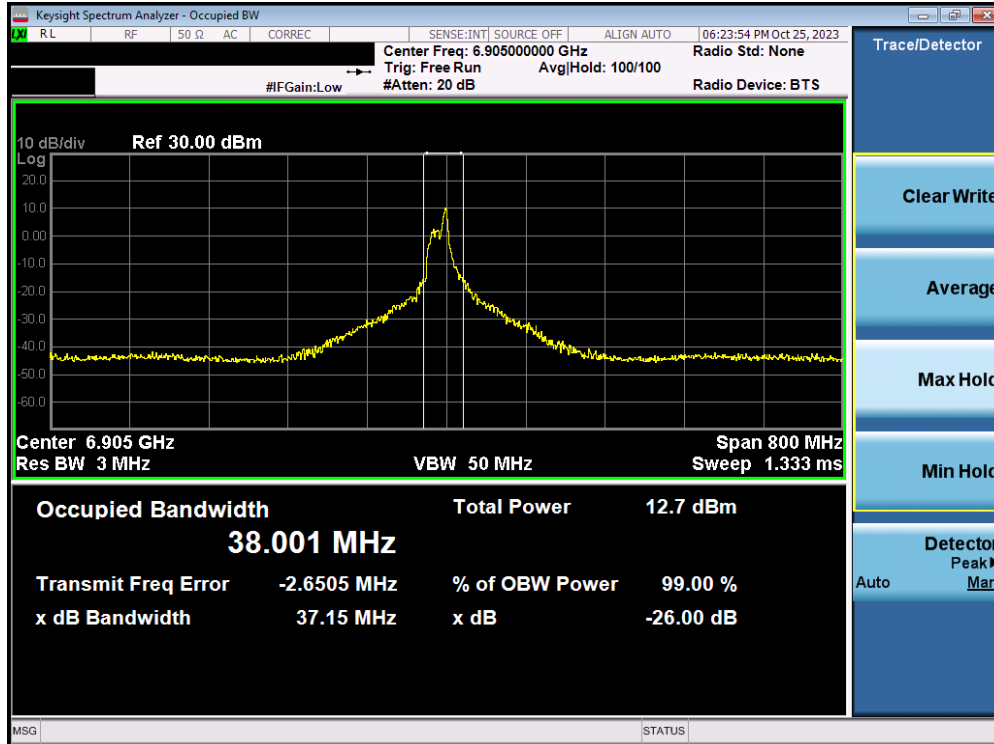 Keysight Spectrum Analyzer - Occupied BW
LXI RL RF 50 Ω AC CORREC SENSE:INT SOURCE OFF ALIGN AUTO 06:23:54 PM Oct 25, 2023
Center Freq: 6.905000000 GHz Radio Std: None
Trig: Free Run Avg|Hold: 100/100
#IFGain:Low #Atten: 20 dB Radio Device: BTS
Trace/Detector
10 dB/div Ref 30.00 dBm
Log
20.0
10.0
0.00
-10.0
-20.0
-30.0
-40.0
-50.0
-60.0
Center 6.905 GHz Span 800 MHz
Res BW 3 MHz VBW 50 MHz Sweep 1.333 ms
Occupied Bandwidth Total Power 12.7 dBm
38.001 MHz
Transmit Freq Error -2.6505 MHz % of OBW Power 99.00 %
x dB Bandwidth 37.15 MHz x dB -26.00 dB
Clear Write
Average
Max Hold
Min Hold
Detector
Peak
Auto Man
MSG STATUS